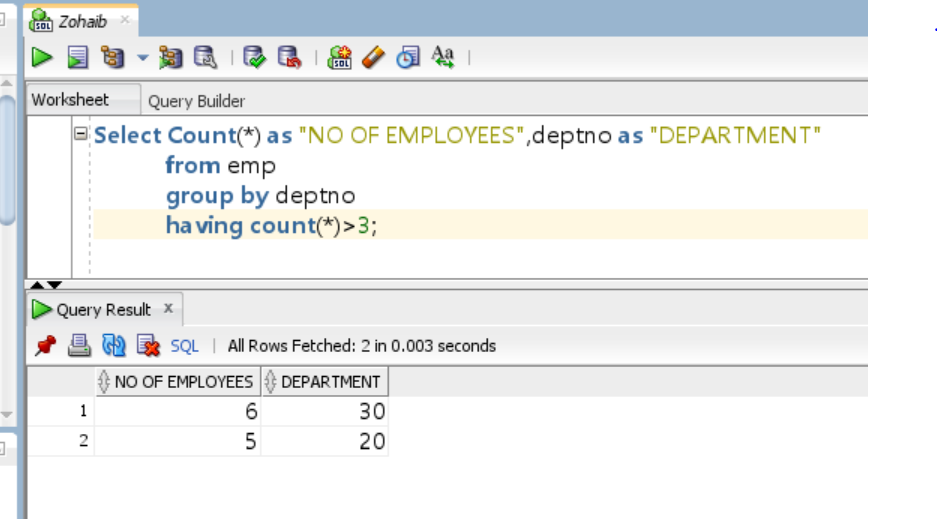 Zohaib
Worksheet Query Builder
Select Count(*) as "NO OF EMPLOYEES",deptno as "DEPARTMENT"
from emp
group by deptno
having count(*)>3;
Query Result x
SQL | All Rows Fetched: 2 in 0.003 seconds
NO OF EMPLOYEES DEPARTMENT
1 6 30
2 5 20